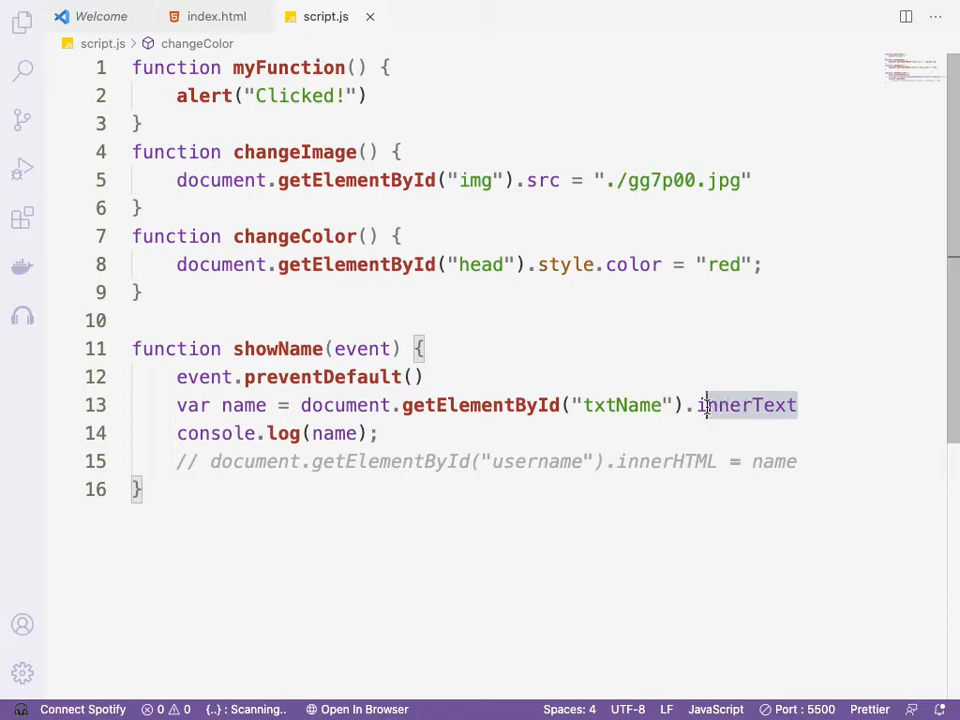 Welcome
index.html
script.js
script.js
changeColor
1 function myFunction() {
2 alert("Clicked!")
3 }
4 function changeImage() {
5 document.getElementById("img").src = "./gg7p00.jpg"
6 }
7 function changeColor() {
8 document.getElementById("head").style.color = "red";
9 }
10
11 function showName(event) {
12 event.preventDefault()
13 var name = document.getElementById("txtName").innerText
14 console.log(name);
15 // document.getElementById("username").innerHTML = name
16 }
Connect Spotify 0 0 {..} : Scanning.. Open In Browser Spaces: 4 UTF-8 LF JavaScript Port : 5500 Prettier